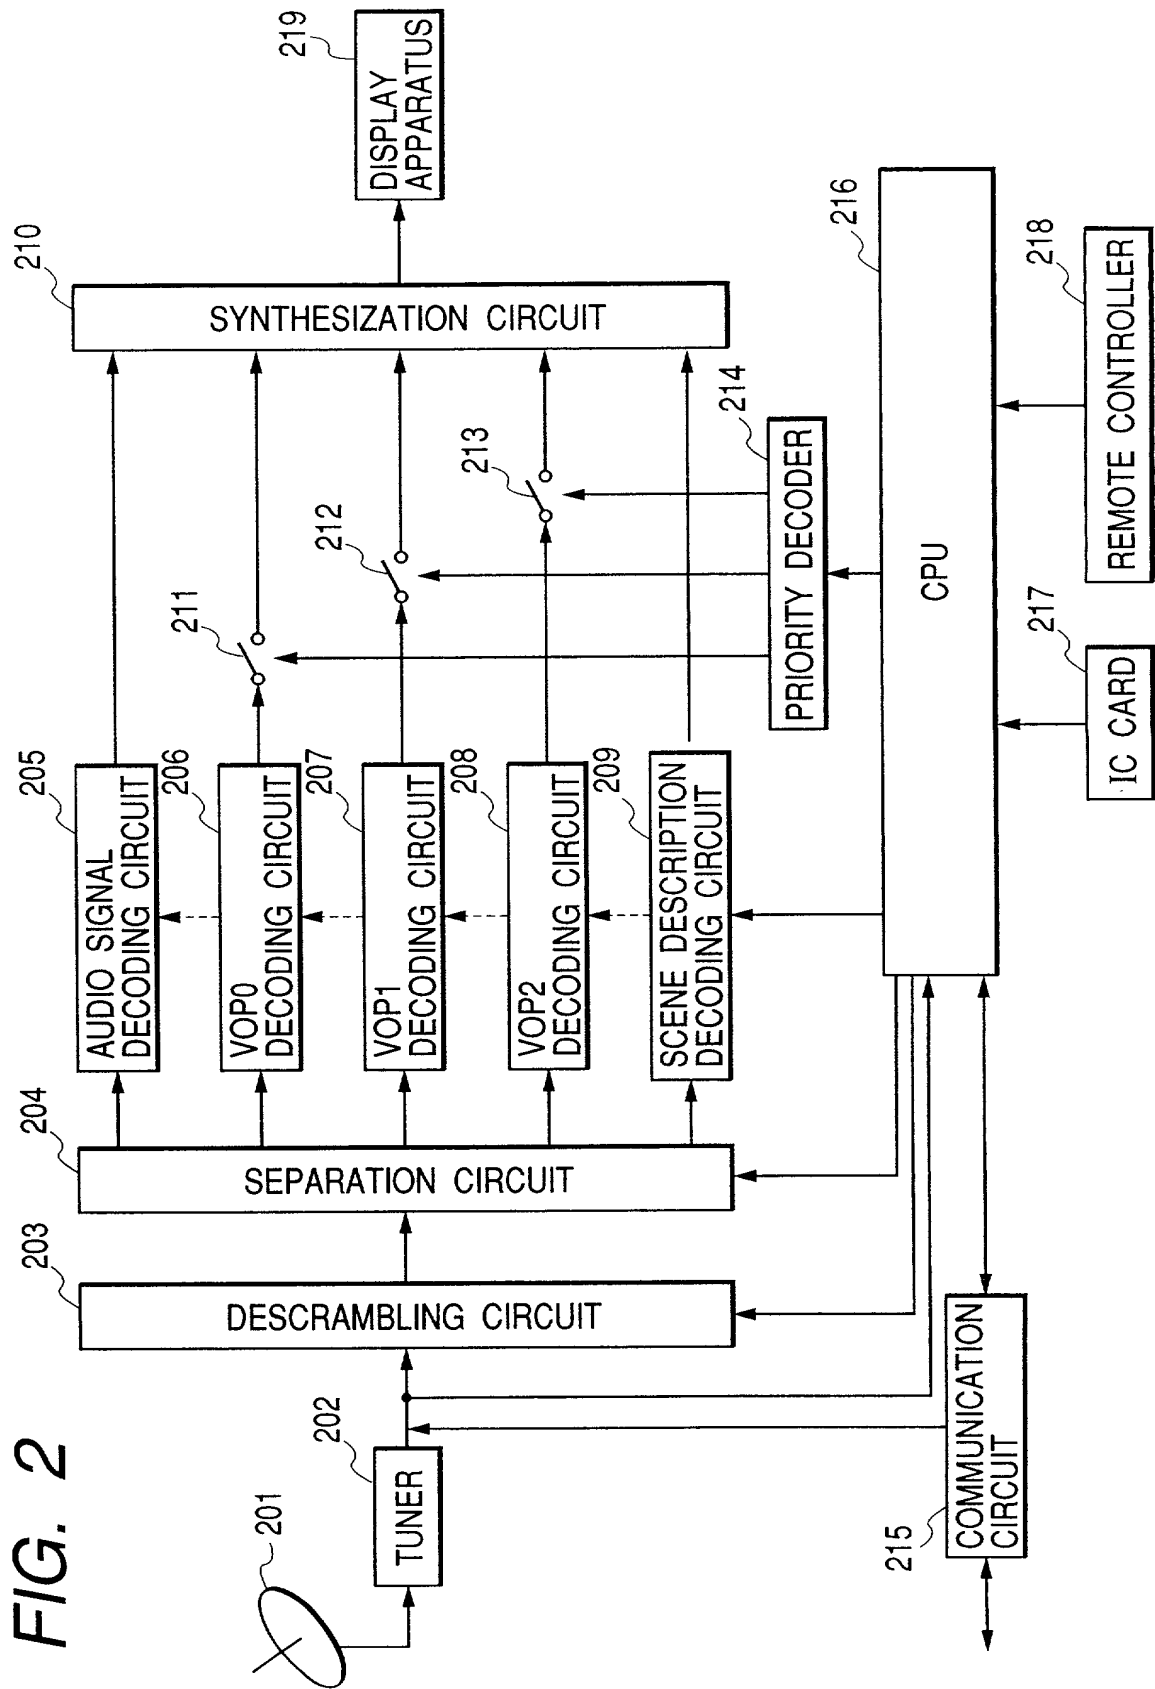 FIG. 2
201
TUNER
202
DESCRAMBLING CIRCUIT
203
SEPARATION CIRCUIT
204
AUDIO SIGNAL
DECODING CIRCUIT
205
VOP0
DECODING CIRCUIT
206
VOP1
DECODING CIRCUIT
207
VOP2
DECODING CIRCUIT
208
SCENE DESCRIPTION
DECODING CIRCUIT
209
211
212
213
SYNTHESIZATION CIRCUIT
210
DISPLAY
APPARATUS
219
PRIORITY DECODER
214
COMMUNICATION
CIRCUIT
215
CPU
216
IC CARD
217
REMOTE CONTROLLER
218